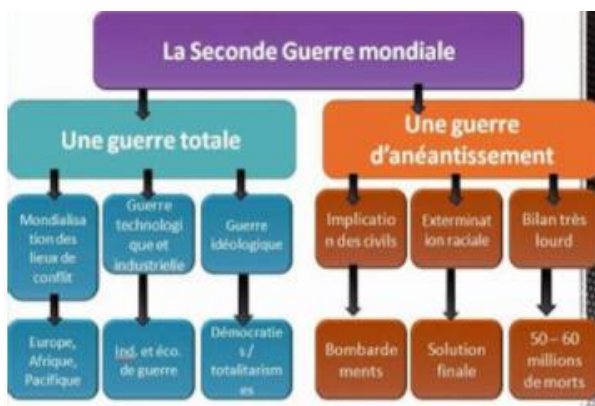 La Seconde Guerre mondiale
Une guerre totale
Une guerre
d'anéantissement
Mondialisa
tion des
lieux de
conflit
Guerre
technolog
ique et
industrielle
Guerre
idéologique
Implicatio
n des civils
Exterminat
ion raciale
Bilan très
lourd
Europe,
Afrique,
Pacifique
Ind. et éco.
de guerre
Démocratie
s /
totalitarism
es
Bombarde
ments
Solution
finale
50 – 60
millions
de morts